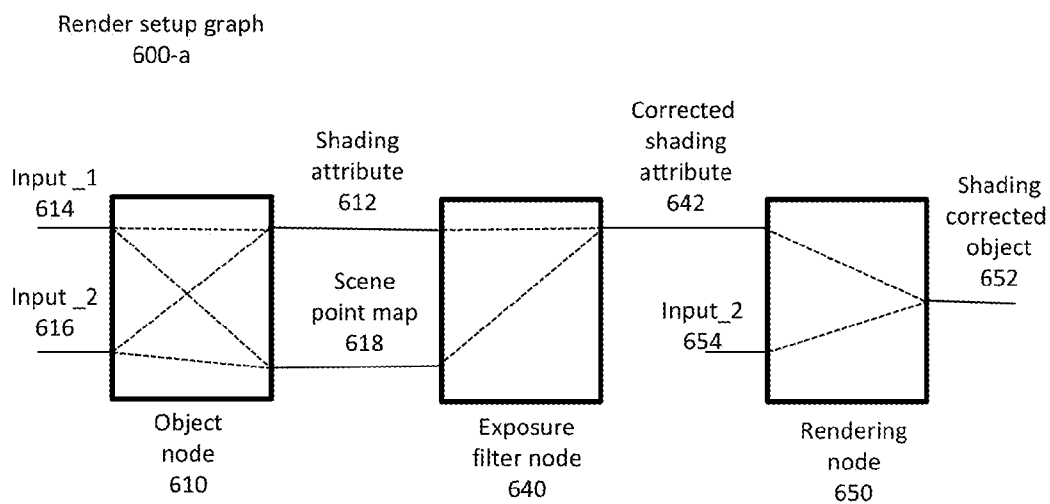 Render setup graph
600-a
Input _1
614
Input _2
616
Shading
attribute
612
Scene
point map
618
Corrected
shading
attribute
642
Input_2
654
Shading
corrected
object
652
Object
node
610
Exposure
filter node
640
Rendering
node
650